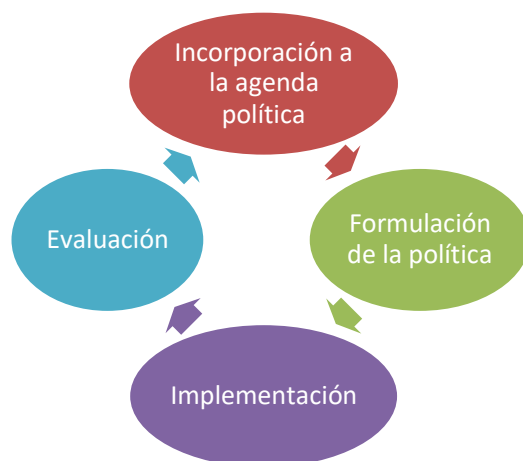 Incorporación a
la agenda
política
Evaluación
Formulación
de la política
Implementación